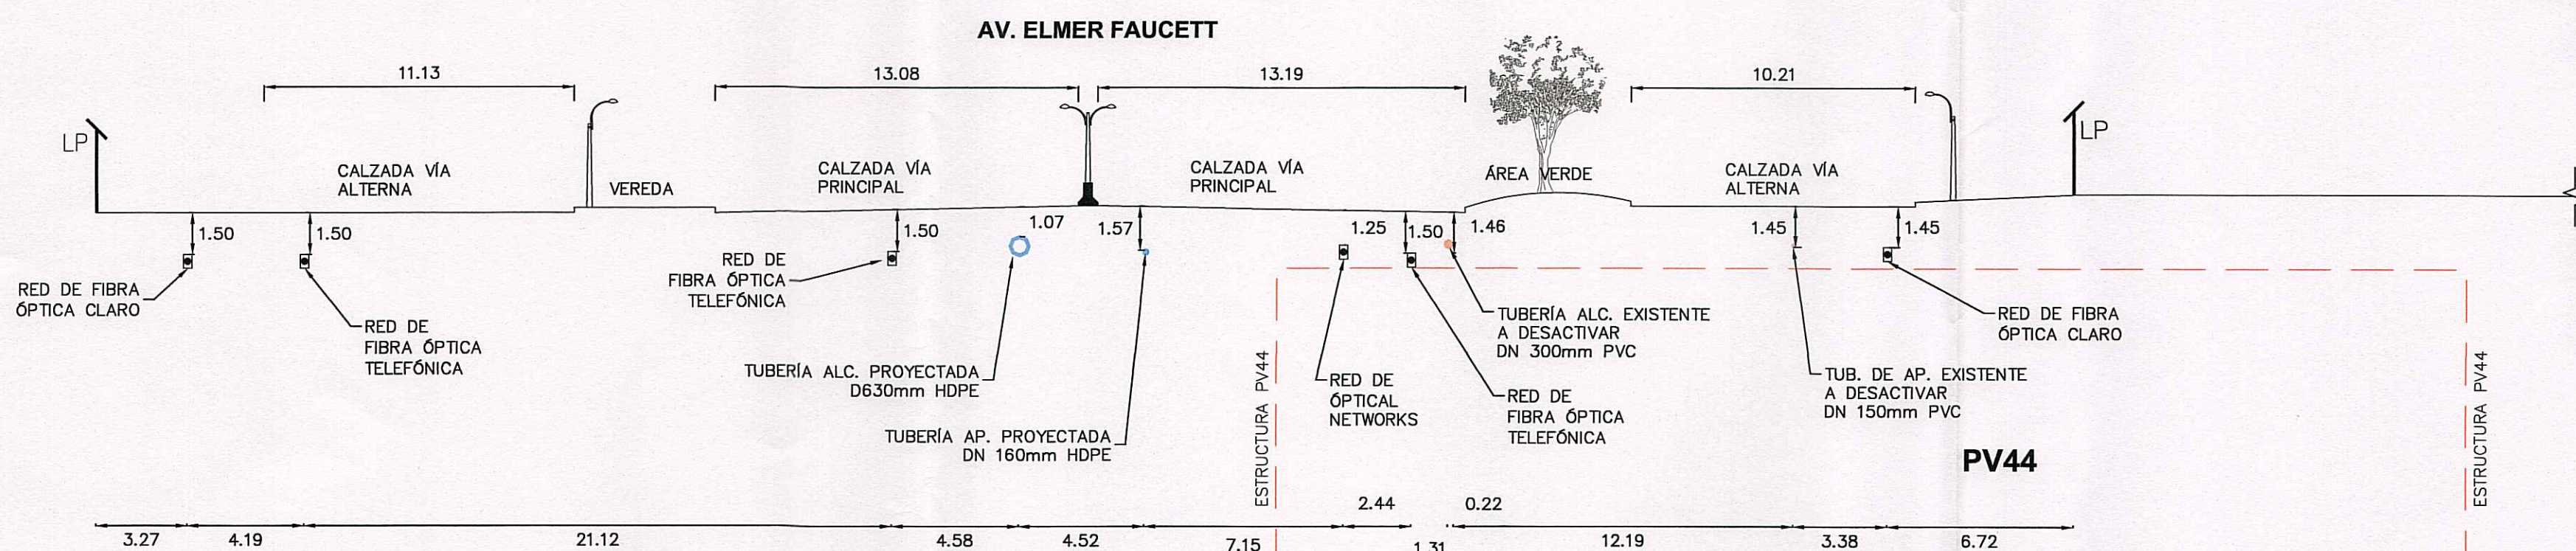 AV. ELMER FAUCETT
11.13
13.08
13.19
10.21
LP
LP
CALZADA VÍA
ALTERNA
VEREDA
CALZADA VÍA
PRINCIPAL
CALZADA VÍA
PRINCIPAL
ÁREA VERDE
CALZADA VÍA
ALTERNA
1.50
1.50
1.50
1.07
1.57
1.25
1.50
1.46
1.45
1.45
RED DE FIBRA
ÓPTICA CLARO
RED DE
FIBRA ÓPTICA
TELEFÓNICA
RED DE
FIBRA ÓPTICA
TELEFÓNICA
TUBERÍA ALC. PROYECTADA
D630mm HDPE
TUBERÍA AP. PROYECTADA
DN 160mm HDPE
ESTRUCTURA PV44
RED DE
ÓPTICAL
NETWORKS
RED DE
FIBRA ÓPTICA
TELEFÓNICA
TUBERÍA ALC. EXISTENTE
A DESACTIVAR
DN 300mm PVC
TUB. DE AP. EXISTENTE
A DESACTIVAR
DN 150mm PVC
RED DE FIBRA
ÓPTICA CLARO
PV44
ESTRUCTURA PV44
2.44
0.22
3.27
4.19
21.12
4.58
4.52
7.15
1.31
12.19
3.38
6.72